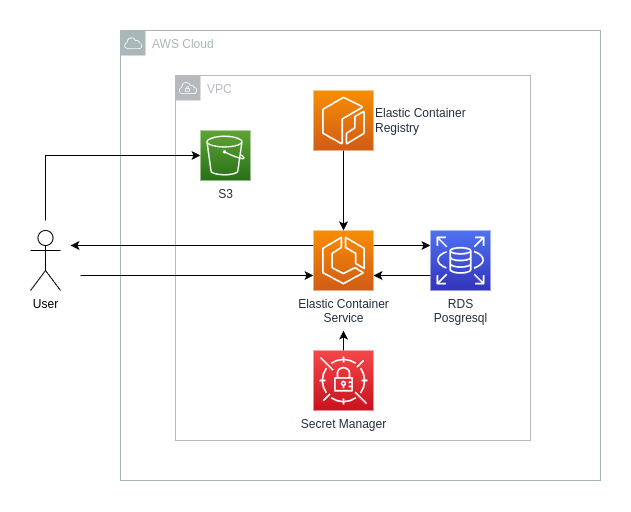 AWS Cloud
VPC
Elastic Container
Registry
S3
User
Elastic Container
Service
RDS
Posgresql
Secret Manager